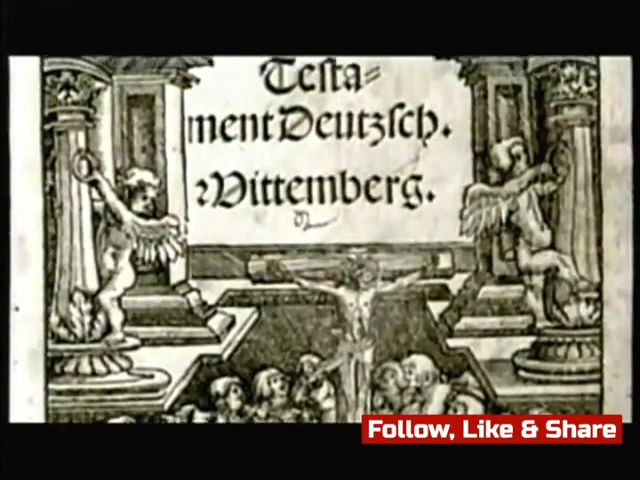 Testa=
ment Deutzsch.
Wittemberg.
Follow, Like & Share